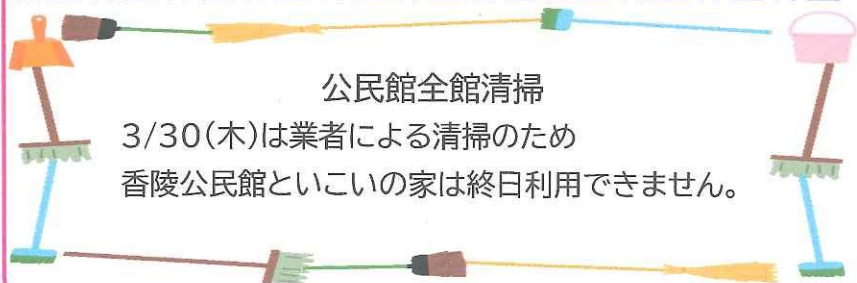 公民館全館清掃
3/30(木)は業者による清掃のため
香陵公民館といこいの家は終日利用できません。